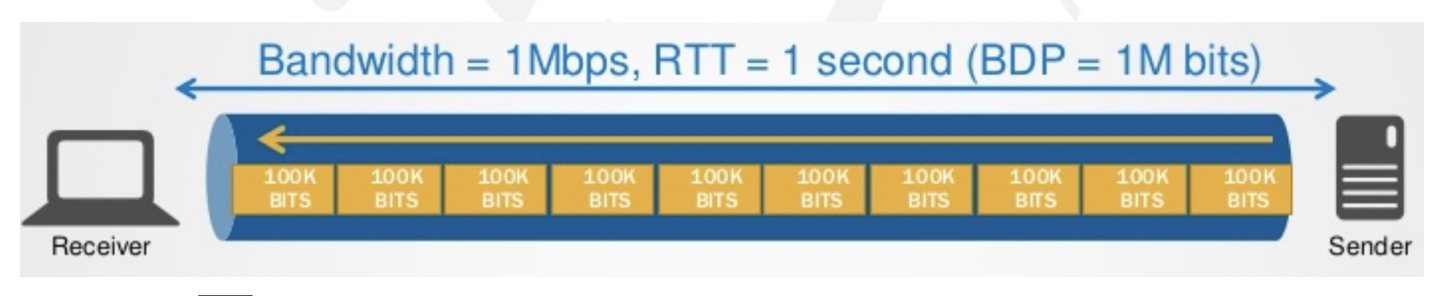 Bandwidth = 1Mbps, RTT = 1 second (BDP = 1M bits)
100K 100K 100K 100K 100K 100K 100K 100K 100K 100K
BITS BITS BITS BITS BITS BITS BITS BITS BITS BITS
Receiver
Sender